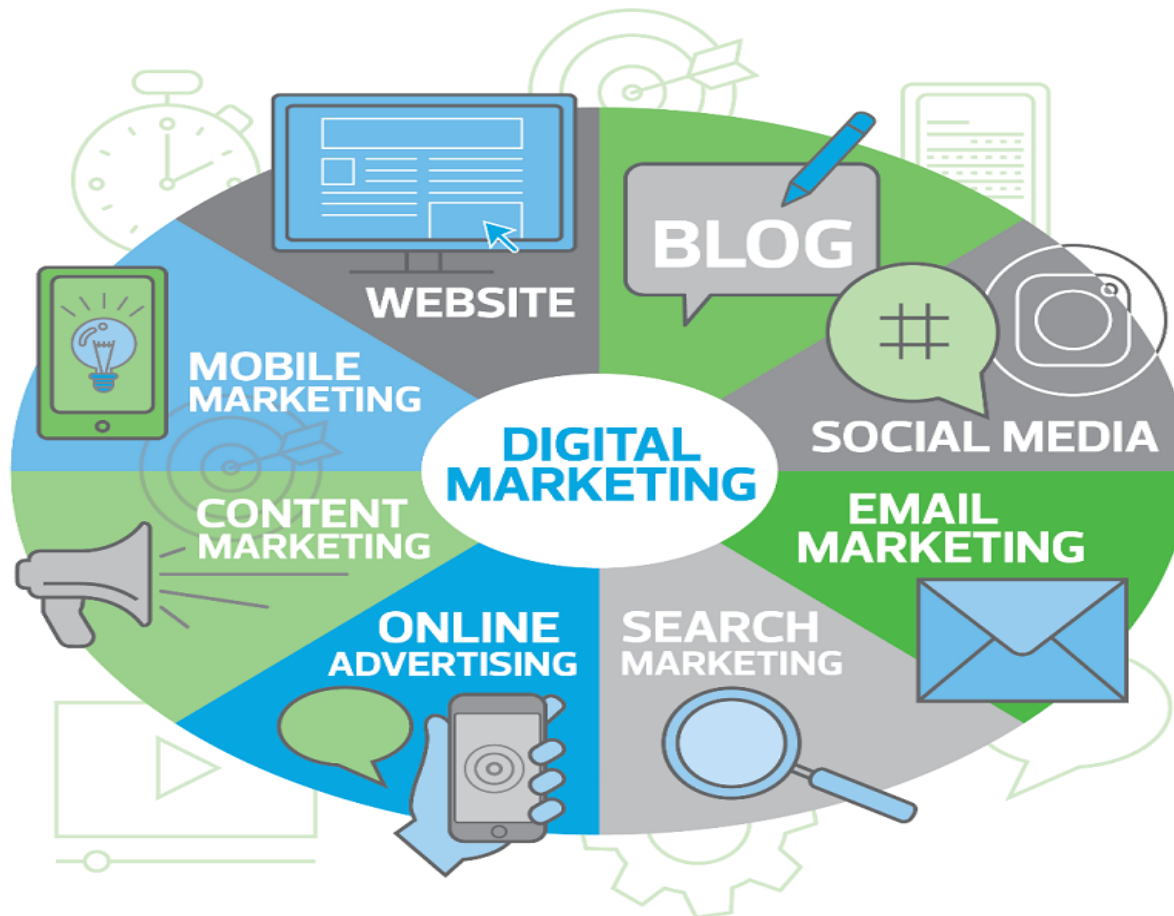 WEBSITE
BLOG
#
MOBILE
MARKETING
SOCIAL MEDIA
DIGITAL
MARKETING
CONTENT
MARKETING
EMAIL
MARKETING
ONLINE
ADVERTISING
SEARCH
MARKETING